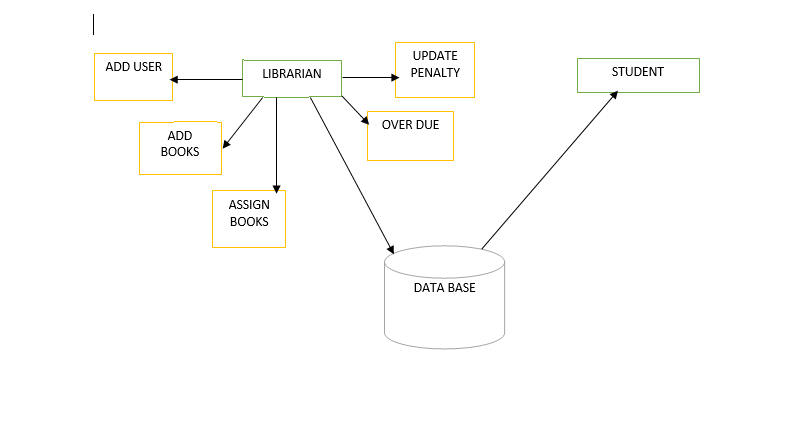 ADD USER
LIBRARIAN
UPDATE
PENALTY
STUDENT
ADD
BOOKS
OVER DUE
ASSIGN
BOOKS
DATA BASE